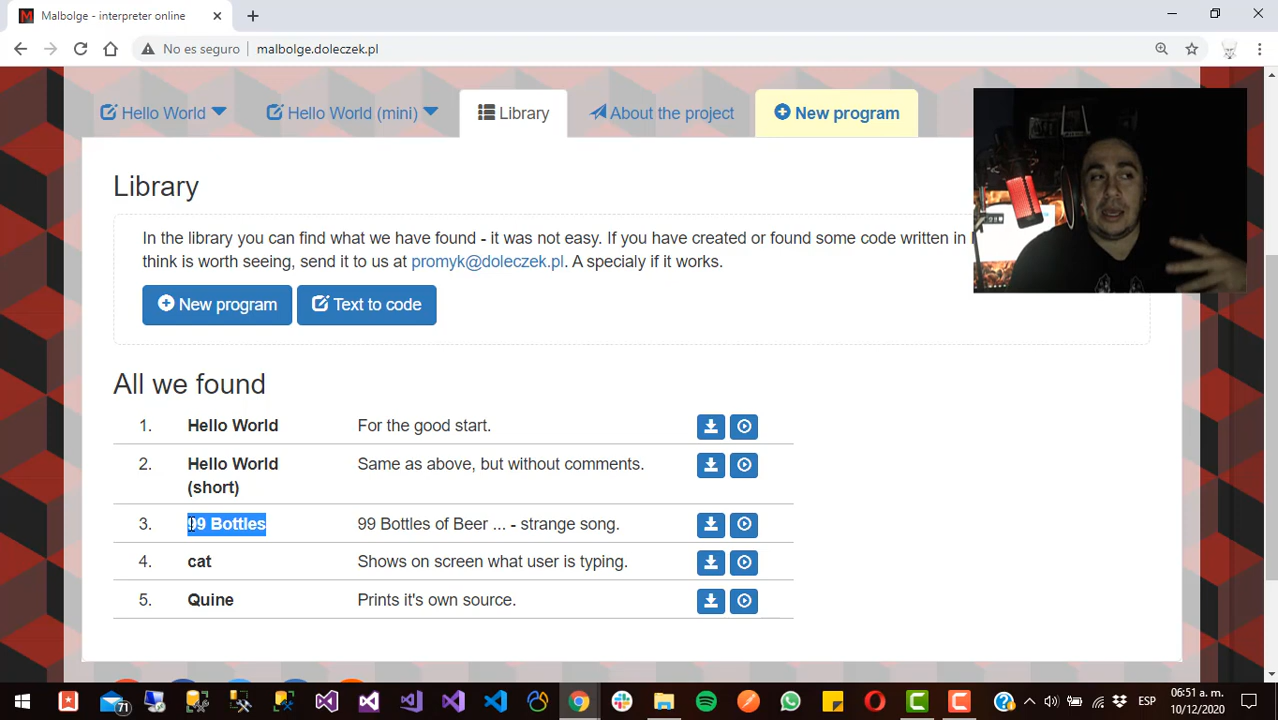 Malbolge - interpreter online
No es seguro
malbolge.doleczek.pl
Hello World
Hello World (mini)
Library
About the project
New program
Library
In the library you can find what we have found - it was not easy. If you have created or found some code written in
think is worth seeing, send it to us at promyk@doleczek.pl. A specialy if it works.
New program
Text to code
All we found
1. Hello World For the good start.
2. Hello World Same as above, but without comments.
(short)
3. 99 Bottles 99 Bottles of Beer ... - strange song.
4. cat Shows on screen what user is typing.
5. Quine Prints it's own source.
71
ESP
06:51 a. m.
10/12/2020